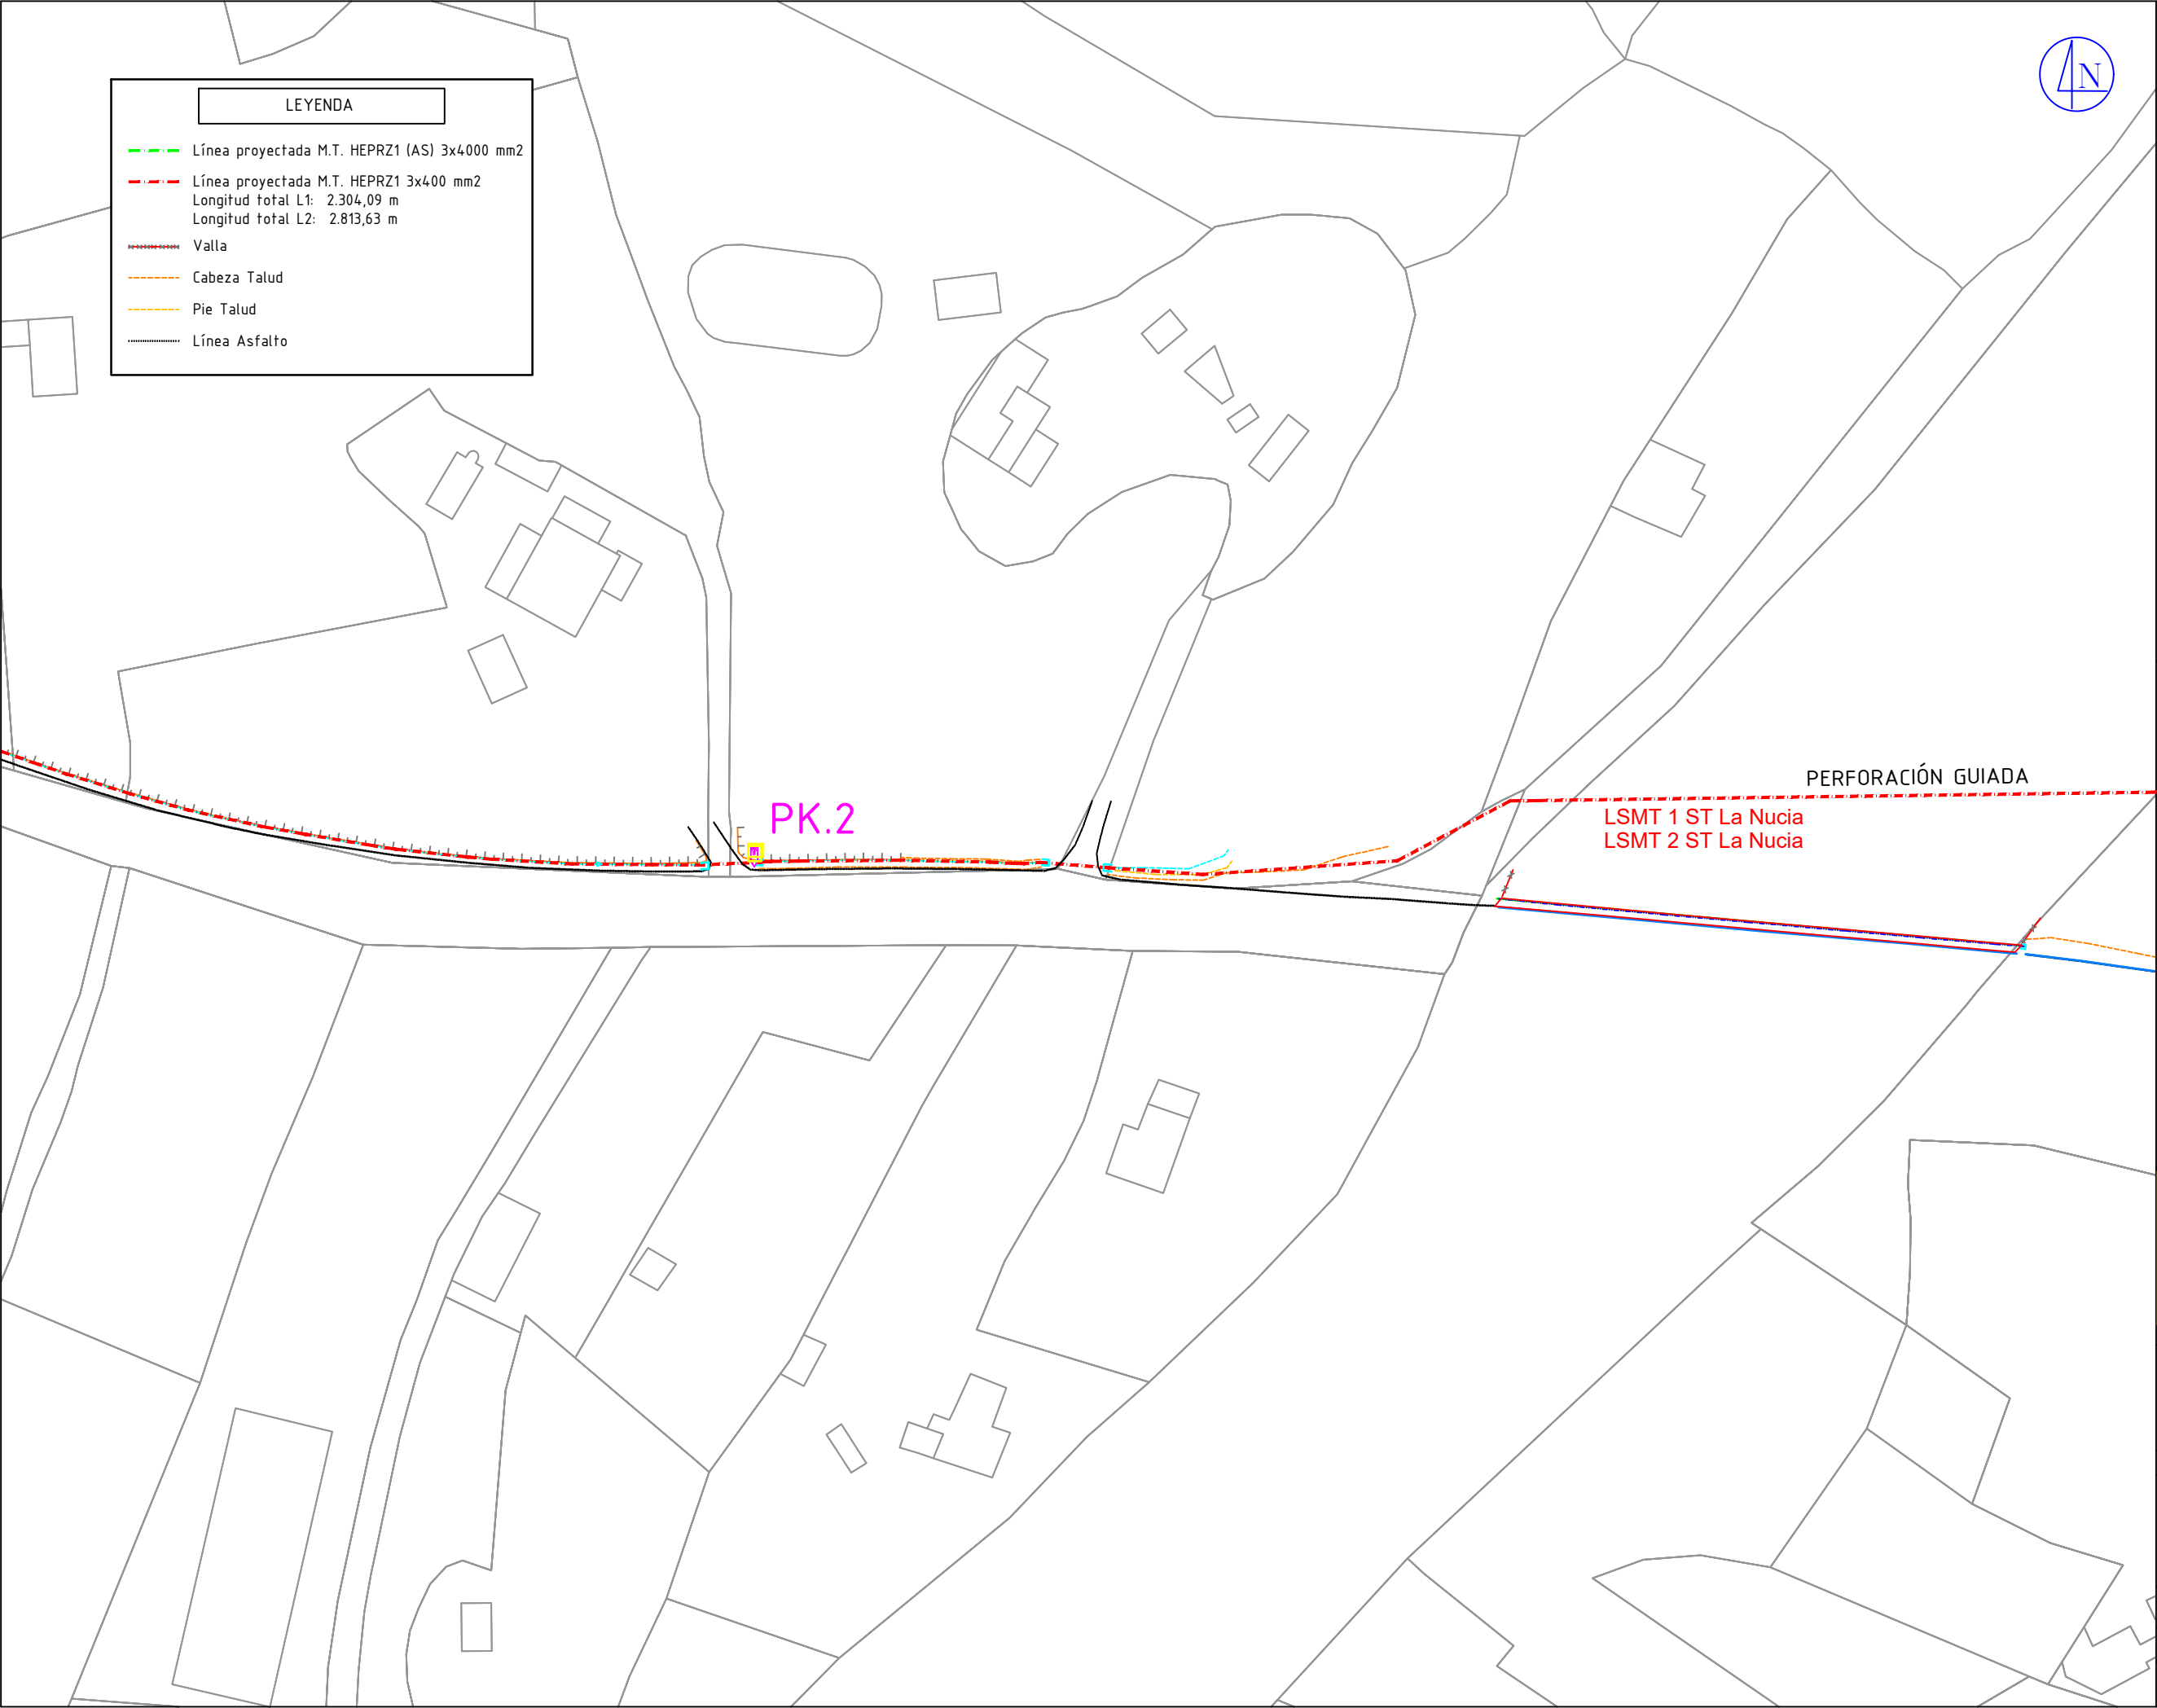 N
LEYENDA
Línea proyectada M.T. HEPRZ1 (AS) 3x4000 mm2
Línea proyectada M.T. HEPRZ1 3x400 mm2
Longitud total L1: 2.304,09 m
Longitud total L2: 2.813,63 m
Valla
Cabeza Talud
Pie Talud
Línea Asfalto
PERFORACIÓN GUIADA
PK.2
LSMT 1 ST La Nucia
LSMT 2 ST La Nucia